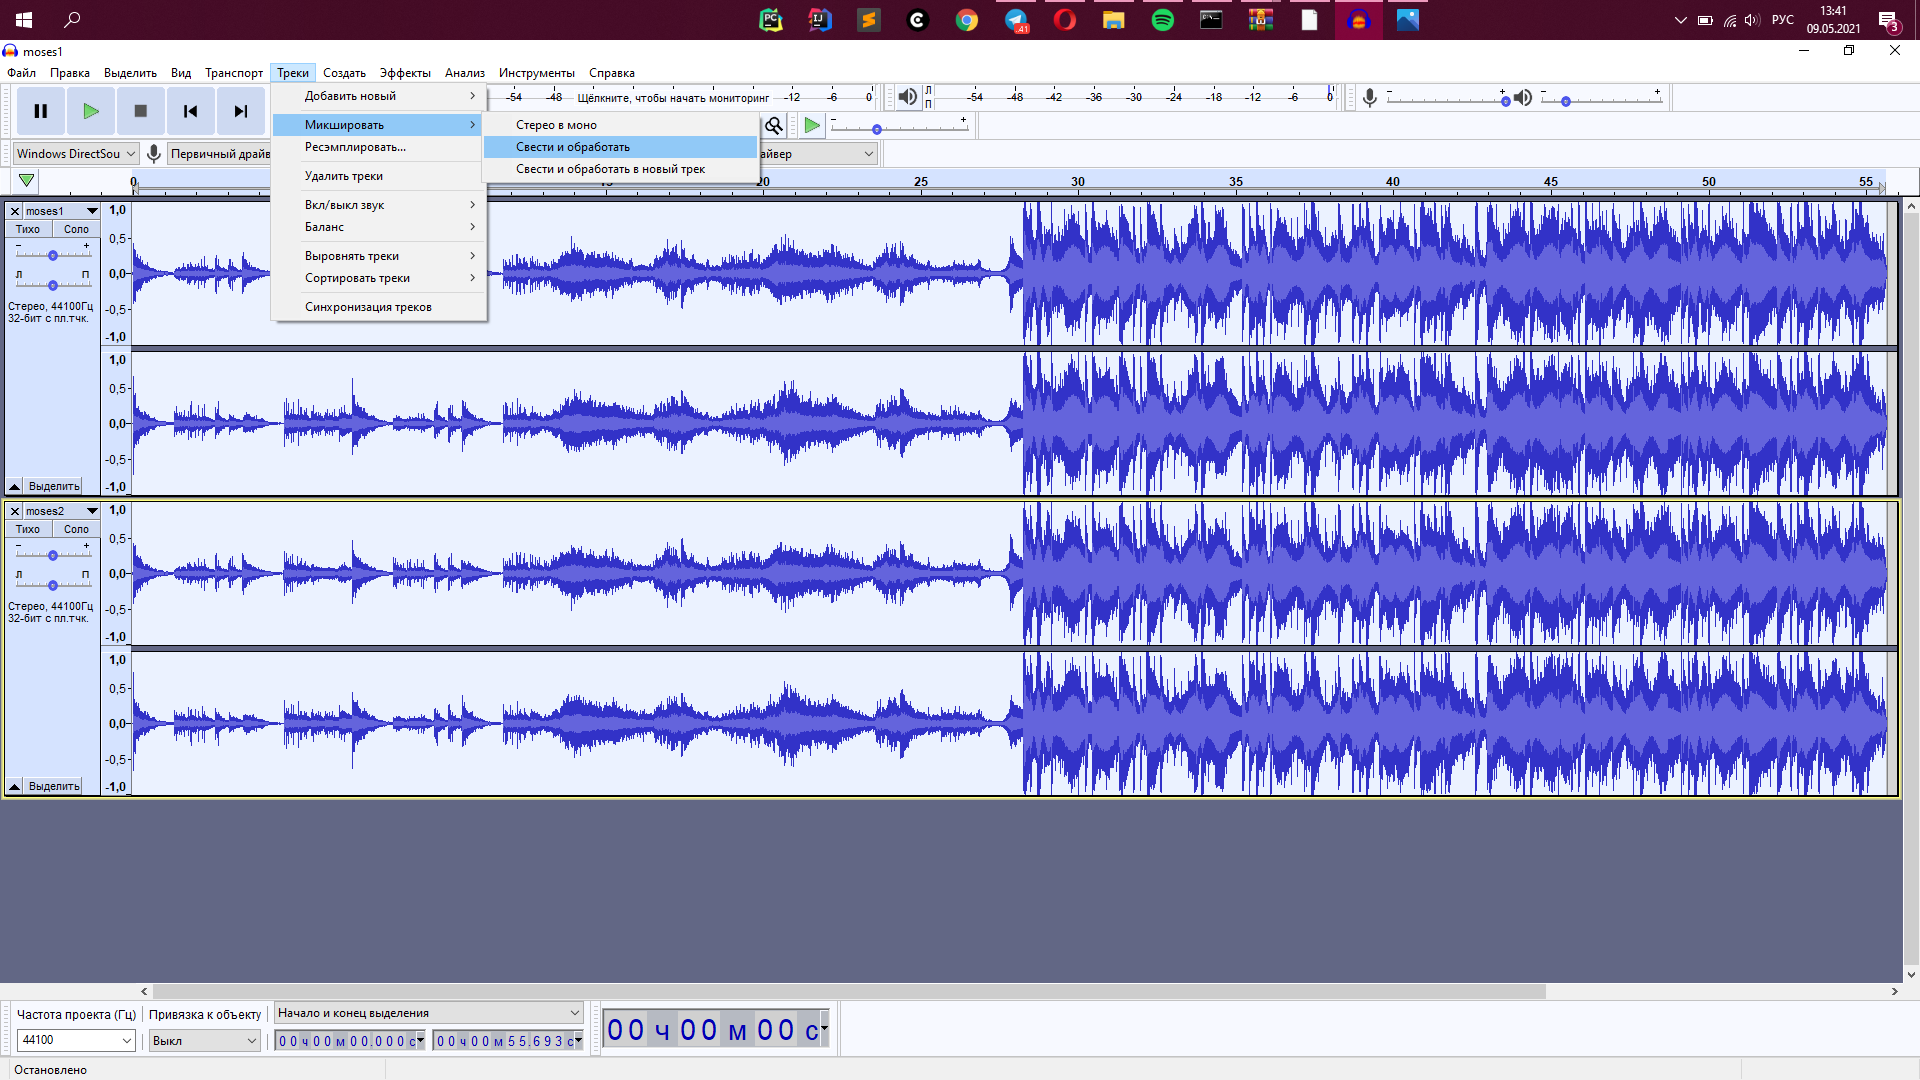 PC
IJ
41
РУС
13:41
09.05.2021
3
moses1
Файл Правка Выделить Вид Транспорт Треки Создать Эффекты Анализ Инструменты Справка
-54 -48 Щёлкните, чтобы начать мониторинг -12 -6 0
Л
П
-54 -48 -42 -36 -30 -24 -18 -12 -6 0
Windows DirectSou
Первичный драйв
айвер
Добавить новый
Микшировать
Ресэмплировать...
Удалить треки
Вкл/выкл звук
Баланс
Выровнять треки
Сортировать треки
Синхронизация треков
Стерео в моно
Свести и обработать
Свести и обработать в новый трек
0 15 20 25 30 35 40 45 50 55
moses1
Тихо Соло
- +
Л П
Стерео, 44100Гц
32-бит с пл.тчк.
Выделить
1,0
0,5
0,0
-0,5
-1,0
1,0
0,5
0,0
-0,5
-1,0
moses2
Тихо Соло
- +
Л П
Стерео, 44100Гц
32-бит с пл.тчк.
Выделить
1,0
0,5
0,0
-0,5
-1,0
1,0
0,5
0,0
-0,5
-1,0
Частота проекта (Гц)
44100
Привязка к объекту
Выкл
Начало и конец выделения
00 ч 00 м 00.000 с
00 ч 00 м 55.693 с
00 ч 00 м 00 с
Остановлено